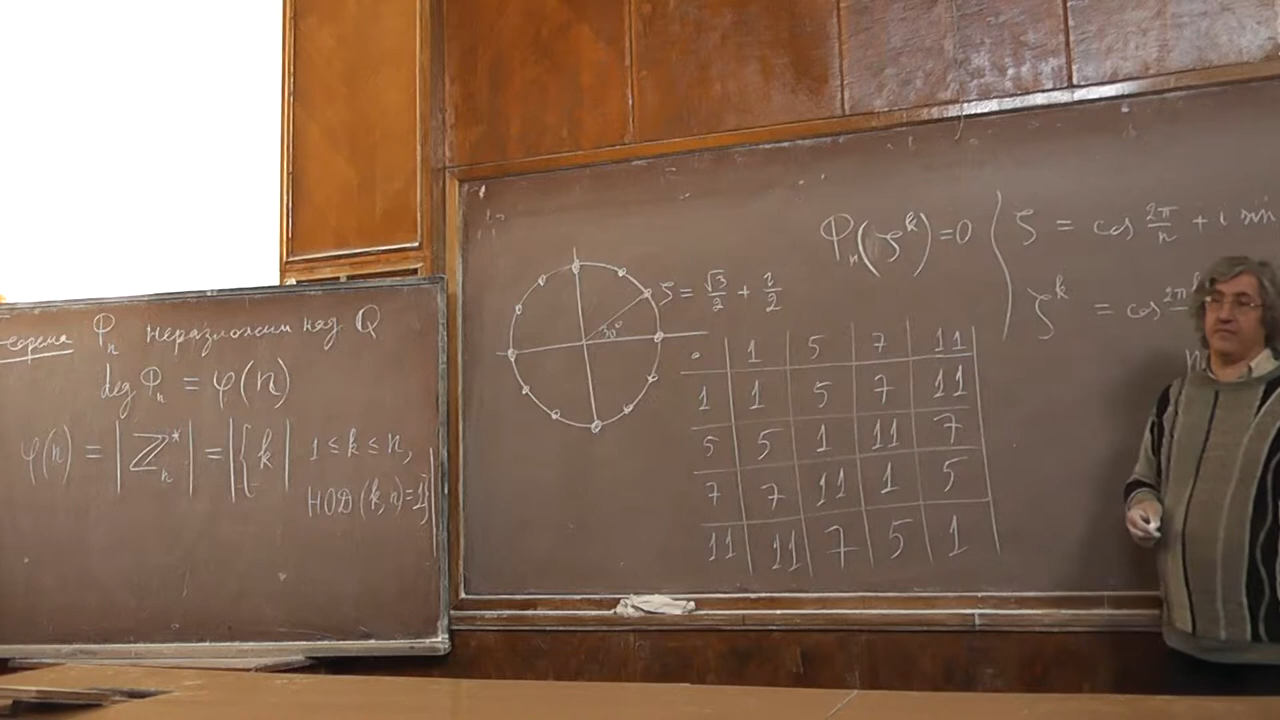 еорема Φₙ неразложим над Q
deg Φₙ = φ(n)
φ(n) = |ℤₙ*| = |{k | 1 ≤ k ≤ n,
НОД(k, n) = 1}|
ζ = √3/2 + i/2
30°
Φₙ(ζᵏ) = 0
ζ = cos 2π/n + i sin
ζᵏ = cos 2π
· 1 5 7 11
1 1 5 7 11
5 5 1 11 7
7 7 11 1 5
11 11 7 5 1